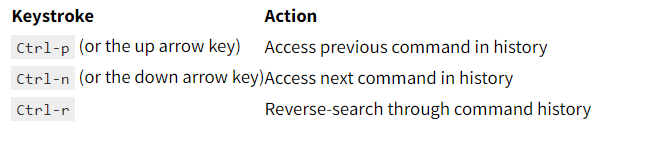 Keystroke Action
Ctrl-p (or the up arrow key) Access previous command in history
Ctrl-n (or the down arrow key) Access next command in history
Ctrl-r Reverse-search through command history